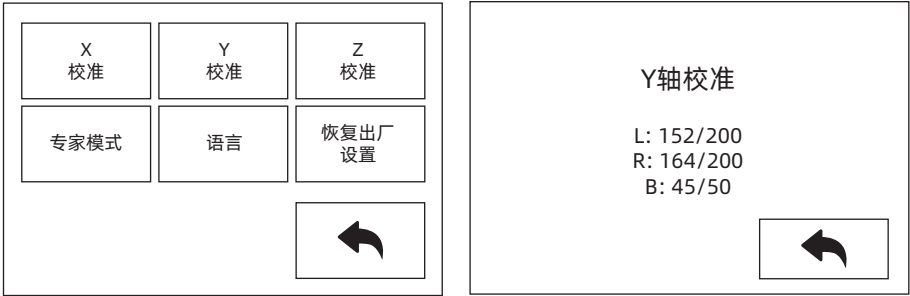 X
校准
Y
校准
Z
校准
专家模式
语言
恢复出厂
设置
Y轴校准
L: 152/200
R: 164/200
B: 45/50